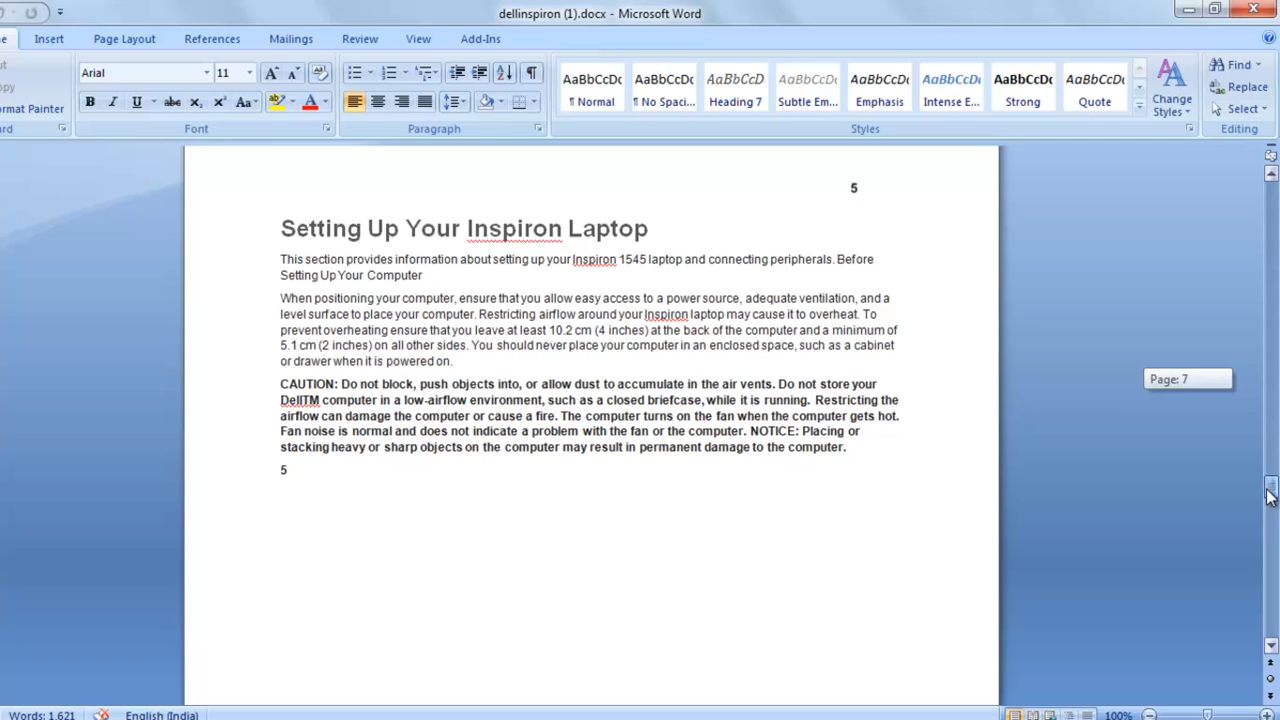 dellinspiron (1).docx - Microsoft Word
Insert Page Layout References Mailings Review View Add-Ins
Arial 11
AaBbCcDc AaBbCcDc AaBbCcD AaBbCcDc AaBbCcDc AaBbCcDc AaBbCcDc AaBbCcDc
¶ Normal ¶ No Spaci... Heading 7 Subtle Em... Emphasis Intense E... Strong Quote
Change Styles
Find
Replace
Select
ormat Painter
Font Paragraph Styles Editing
5
Setting Up Your Inspiron Laptop
This section provides information about setting up your Inspiron 1545 laptop and connecting peripherals. Before
Setting Up Your Computer
When positioning your computer, ensure that you allow easy access to a power source, adequate ventilation, and a
level surface to place your computer. Restricting airflow around your Inspiron laptop may cause it to overheat. To
prevent overheating ensure that you leave at least 10.2 cm (4 inches) at the back of the computer and a minimum of
5.1 cm (2 inches) on all other sides. You should never place your computer in an enclosed space, such as a cabinet
or drawer when it is powered on.
CAUTION: Do not block, push objects into, or allow dust to accumulate in the air vents. Do not store your
DellTM computer in a low-airflow environment, such as a closed briefcase, while it is running. Restricting the
airflow can damage the computer or cause a fire. The computer turns on the fan when the computer gets hot.
Fan noise is normal and does not indicate a problem with the fan or the computer. NOTICE: Placing or
stacking heavy or sharp objects on the computer may result in permanent damage to the computer.
5
Page: 7
Words: 1,621 English (India) 100%